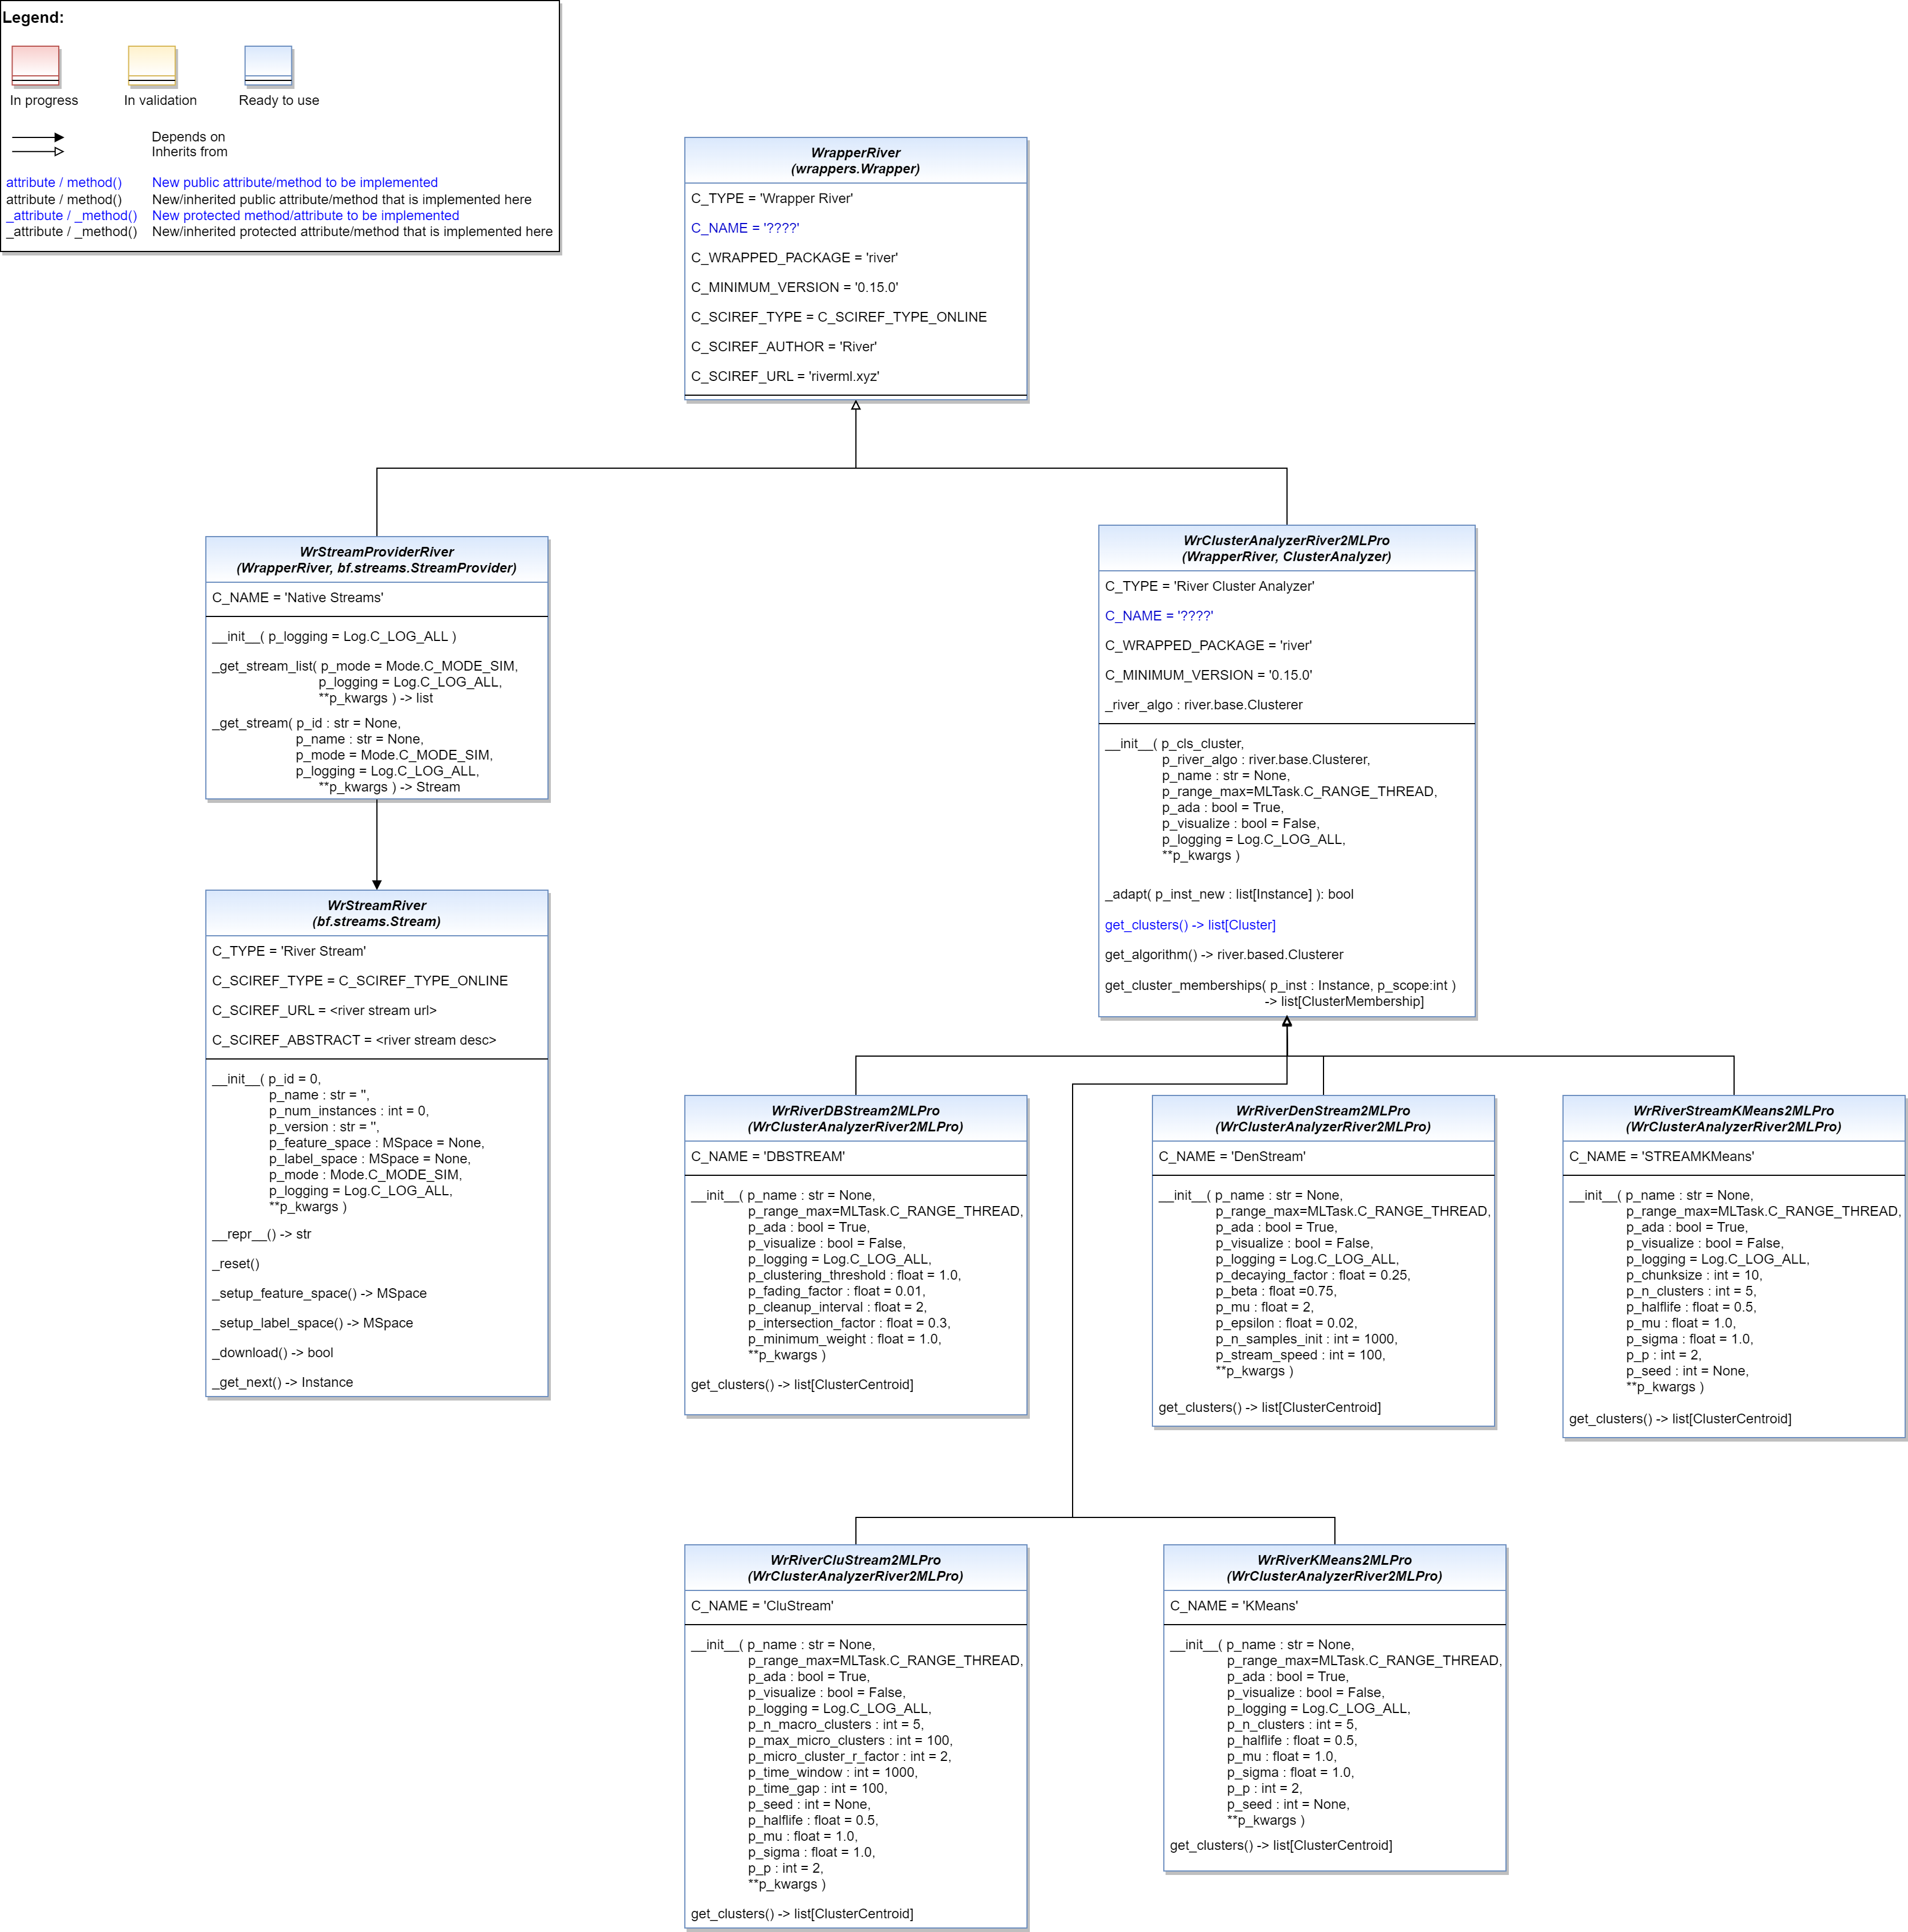 Legend:
In progress
In validation
Ready to use
Depends on
Inherits from
attribute / method() New public attribute/method to be implemented
attribute / method() New/inherited public attribute/method that is implemented here
_attribute / _method() New protected method/attribute to be implemented
_attribute / _method() New/inherited protected attribute/method that is implemented here
WrapperRiver
(wrappers.Wrapper)
C_TYPE = 'Wrapper River'
C_NAME = '????'
C_WRAPPED_PACKAGE = 'river'
C_MINIMUM_VERSION = '0.15.0'
C_SCIREF_TYPE = C_SCIREF_TYPE_ONLINE
C_SCIREF_AUTHOR = 'River'
C_SCIREF_URL = 'riverml.xyz'
WrStreamProviderRiver
(WrapperRiver, bf.streams.StreamProvider)
C_NAME = 'Native Streams'
__init__( p_logging = Log.C_LOG_ALL )
_get_stream_list( p_mode = Mode.C_MODE_SIM,
p_logging = Log.C_LOG_ALL,
**p_kwargs ) -> list
_get_stream( p_id : str = None,
p_name : str = None,
p_mode = Mode.C_MODE_SIM,
p_logging = Log.C_LOG_ALL,
**p_kwargs ) -> Stream
WrStreamRiver
(bf.streams.Stream)
C_TYPE = 'River Stream'
C_SCIREF_TYPE = C_SCIREF_TYPE_ONLINE
C_SCIREF_URL = <river stream url>
C_SCIREF_ABSTRACT = <river stream desc>
__init__( p_id = 0,
p_name : str = '',
p_num_instances : int = 0,
p_version : str = '',
p_feature_space : MSpace = None,
p_label_space : MSpace = None,
p_mode : Mode.C_MODE_SIM,
p_logging = Log.C_LOG_ALL,
**p_kwargs )
__repr__() -> str
_reset()
_setup_feature_space() -> MSpace
_setup_label_space() -> MSpace
_download() -> bool
_get_next() -> Instance
WrClusterAnalyzerRiver2MLPro
(WrapperRiver, ClusterAnalyzer)
C_TYPE = 'River Cluster Analyzer'
C_NAME = '????'
C_WRAPPED_PACKAGE = 'river'
C_MINIMUM_VERSION = '0.15.0'
_river_algo : river.base.Clusterer
__init__( p_cls_cluster,
p_river_algo : river.base.Clusterer,
p_name : str = None,
p_range_max=MLTask.C_RANGE_THREAD,
p_ada : bool = True,
p_visualize : bool = False,
p_logging = Log.C_LOG_ALL,
**p_kwargs )
_adapt( p_inst_new : list[Instance] ): bool
get_clusters() -> list[Cluster]
get_algorithm() -> river.based.Clusterer
get_cluster_memberships( p_inst : Instance, p_scope:int )
-> list[ClusterMembership]
WrRiverDBStream2MLPro
(WrClusterAnalyzerRiver2MLPro)
C_NAME = 'DBSTREAM'
__init__( p_name : str = None,
p_range_max=MLTask.C_RANGE_THREAD,
p_ada : bool = True,
p_visualize : bool = False,
p_logging = Log.C_LOG_ALL,
p_clustering_threshold : float = 1.0,
p_fading_factor : float = 0.01,
p_cleanup_interval : float = 2,
p_intersection_factor : float = 0.3,
p_minimum_weight : float = 1.0,
**p_kwargs )
get_clusters() -> list[ClusterCentroid]
WrRiverDenStream2MLPro
(WrClusterAnalyzerRiver2MLPro)
C_NAME = 'DenStream'
__init__( p_name : str = None,
p_range_max=MLTask.C_RANGE_THREAD,
p_ada : bool = True,
p_visualize : bool = False,
p_logging = Log.C_LOG_ALL,
p_decaying_factor : float = 0.25,
p_beta : float =0.75,
p_mu : float = 2,
p_epsilon : float = 0.02,
p_n_samples_init : int = 1000,
p_stream_speed : int = 100,
**p_kwargs )
get_clusters() -> list[ClusterCentroid]
WrRiverStreamKMeans2MLPro
(WrClusterAnalyzerRiver2MLPro)
C_NAME = 'STREAMKMeans'
__init__( p_name : str = None,
p_range_max=MLTask.C_RANGE_THREAD,
p_ada : bool = True,
p_visualize : bool = False,
p_logging = Log.C_LOG_ALL,
p_chunksize : int = 10,
p_n_clusters : int = 5,
p_halflife : float = 0.5,
p_mu : float = 1.0,
p_sigma : float = 1.0,
p_p : int = 2,
p_seed : int = None,
**p_kwargs )
get_clusters() -> list[ClusterCentroid]
WrRiverCluStream2MLPro
(WrClusterAnalyzerRiver2MLPro)
C_NAME = 'CluStream'
__init__( p_name : str = None,
p_range_max=MLTask.C_RANGE_THREAD,
p_ada : bool = True,
p_visualize : bool = False,
p_logging = Log.C_LOG_ALL,
p_n_macro_clusters : int = 5,
p_max_micro_clusters : int = 100,
p_micro_cluster_r_factor : int = 2,
p_time_window : int = 1000,
p_time_gap : int = 100,
p_seed : int = None,
p_halflife : float = 0.5,
p_mu : float = 1.0,
p_sigma : float = 1.0,
p_p : int = 2,
**p_kwargs )
get_clusters() -> list[ClusterCentroid]
WrRiverKMeans2MLPro
(WrClusterAnalyzerRiver2MLPro)
C_NAME = 'KMeans'
__init__( p_name : str = None,
p_range_max=MLTask.C_RANGE_THREAD,
p_ada : bool = True,
p_visualize : bool = False,
p_logging = Log.C_LOG_ALL,
p_n_clusters : int = 5,
p_halflife : float = 0.5,
p_mu : float = 1.0,
p_sigma : float = 1.0,
p_p : int = 2,
p_seed : int = None,
**p_kwargs )
get_clusters() -> list[ClusterCentroid]